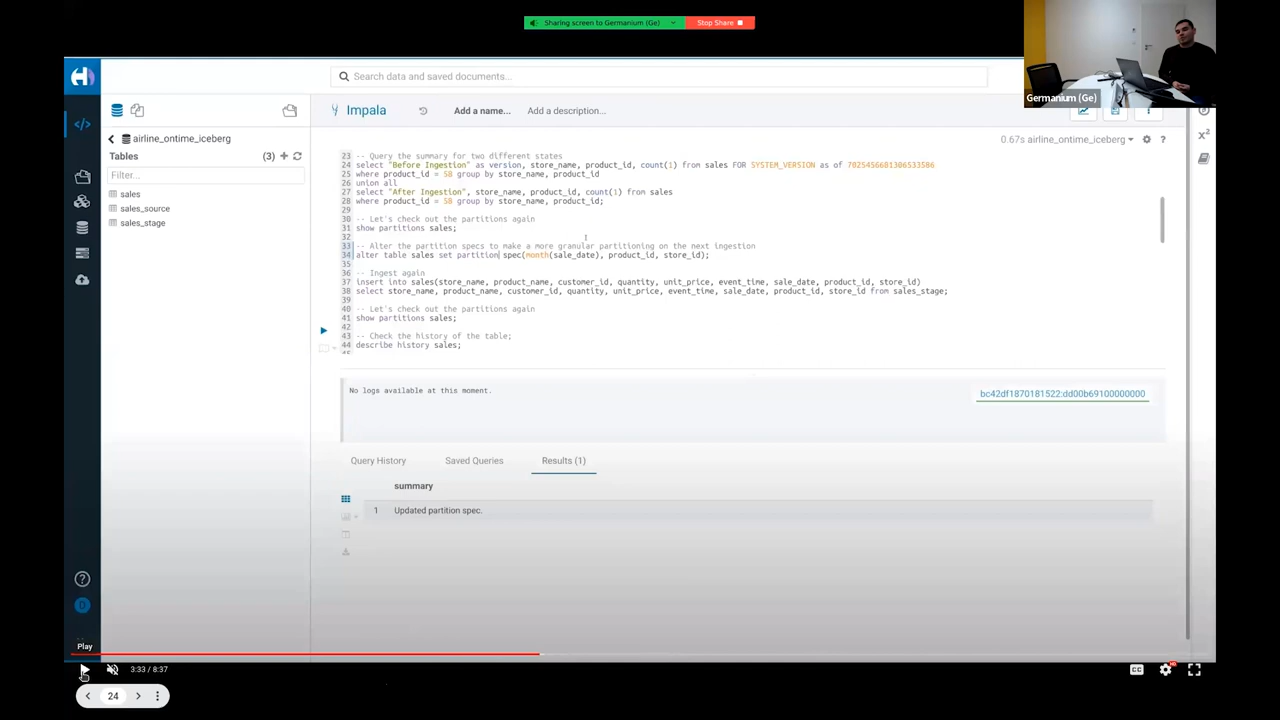 Sharing screen to Germanium (Ge)
Stop Share
Germanium (Ge)
Search data and saved documents...
Impala
Add a name...
Add a description...
airline_ontime_iceberg
Tables
(3)
Filter...
sales
sales_source
sales_stage
0.67s airline_ontime_iceberg
23 -- Query the summary for two different states
24 select "Before Ingestion" as version, store_name, product_id, count(1) from sales FOR SYSTEM_VERSION as of 7025456601306533586
25 where product_id = 58 group by store_name, product_id
26 union all
27 select "After Ingestion", store_name, product_id, count(1) from sales
28 where product_id = 58 group by store_name, product_id;
29
30 -- Let's check out the partitions again
31 show partitions sales;
32
33 -- Alter the partition specs to make a more granular partitioning on the next ingestion
34 alter table sales set partition spec(month(sale_date), product_id, store_id);
35
36 -- Ingest again
37 insert into sales(store_name, product_name, customer_id, quantity, unit_price, event_time, sale_date, product_id, store_id)
38 select store_name, product_name, customer_id, quantity, unit_price, event_time, sale_date, product_id, store_id from sales_stage;
39
40 -- Let's check out the partitions again
41 show partitions sales;
42
43 -- Check the history of the table;
44 describe history sales;
No logs available at this moment.
bc42df1870181522:dd00b69100000000
Query History
Saved Queries
Results (1)
summary
1 Updated partition spec.
Play
3:33 / 8:37
CC
HD
24